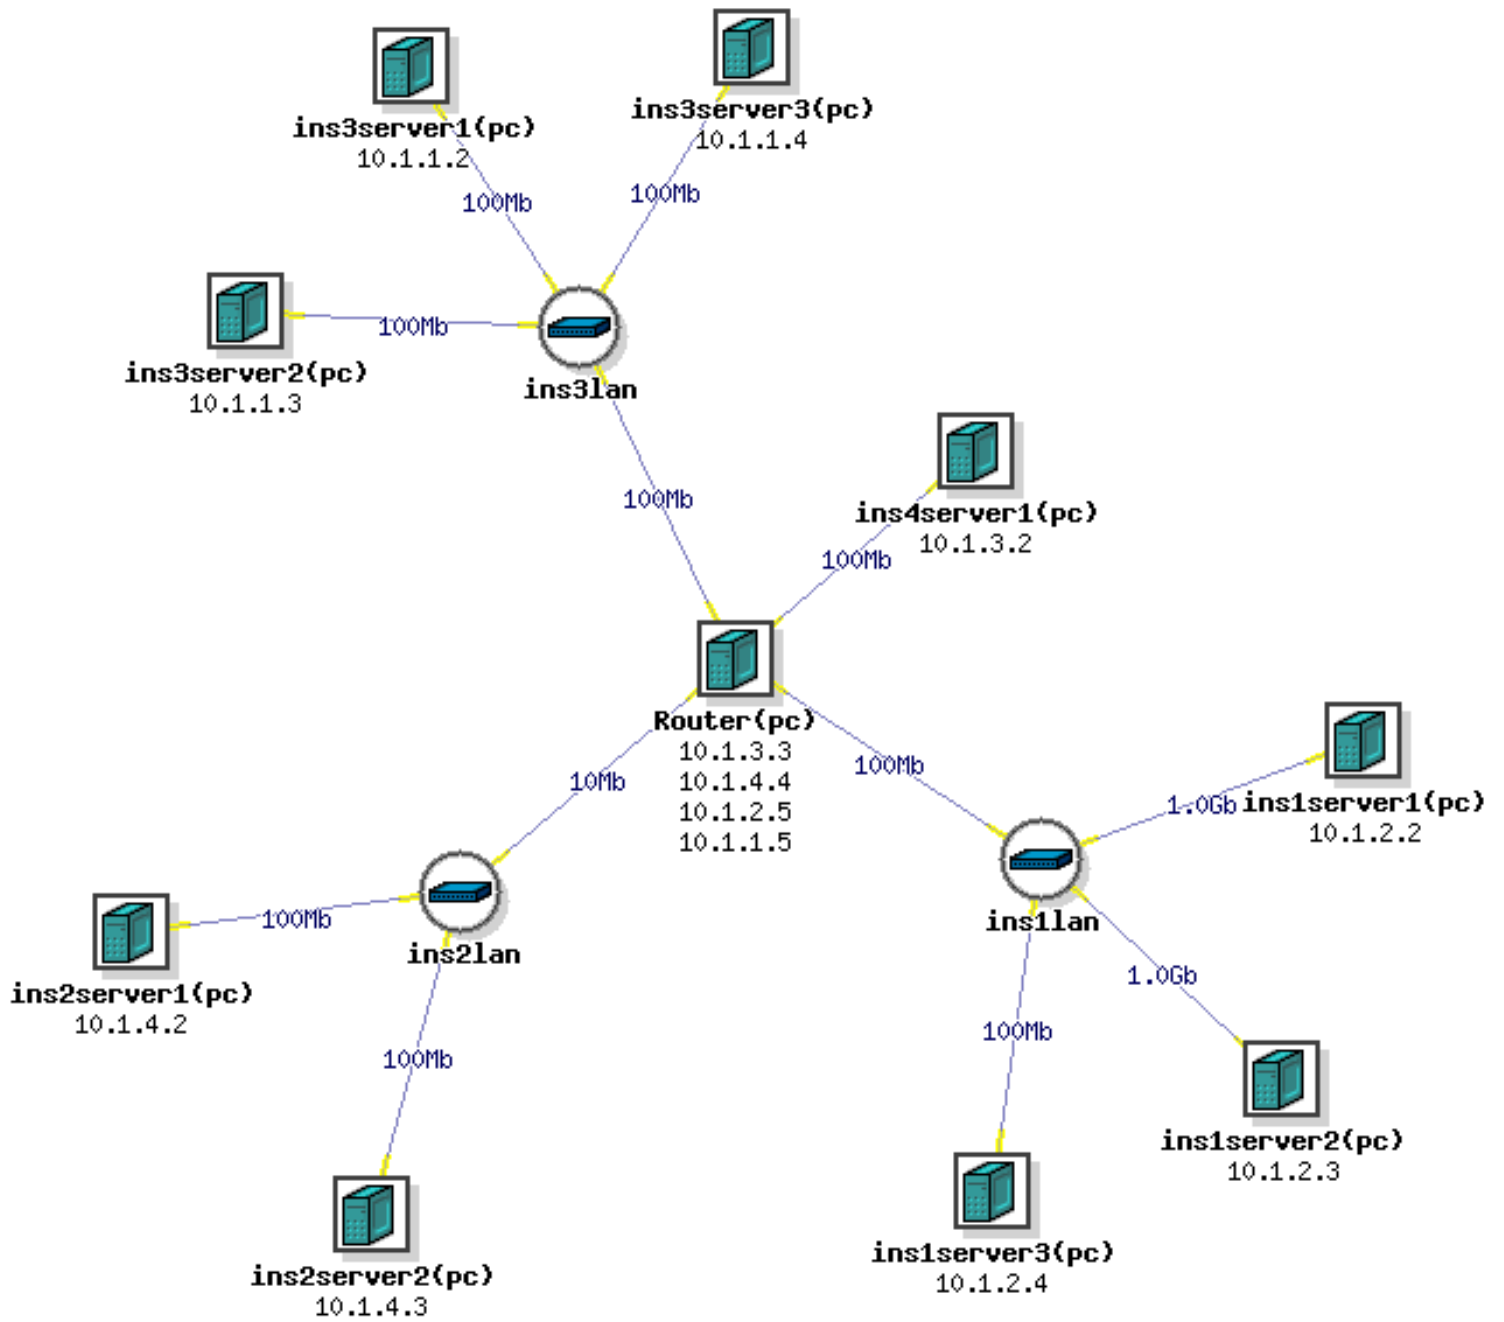 ins3server1(pc)
10.1.1.2
ins3server3(pc)
10.1.1.4
100Mb
100Mb
ins3server2(pc)
10.1.1.3
100Mb
ins3lan
100Mb
ins4server1(pc)
10.1.3.2
100Mb
Router(pc)
10.1.3.3
10.1.4.4
10.1.2.5
10.1.1.5
10Mb
100Mb
1.0Gb
ins1server1(pc)
10.1.2.2
ins2server1(pc)
10.1.4.2
100Mb
ins2lan
ins1lan
100Mb
100Mb
1.0Gb
ins1server2(pc)
10.1.2.3
ins2server2(pc)
10.1.4.3
ins1server3(pc)
10.1.2.4